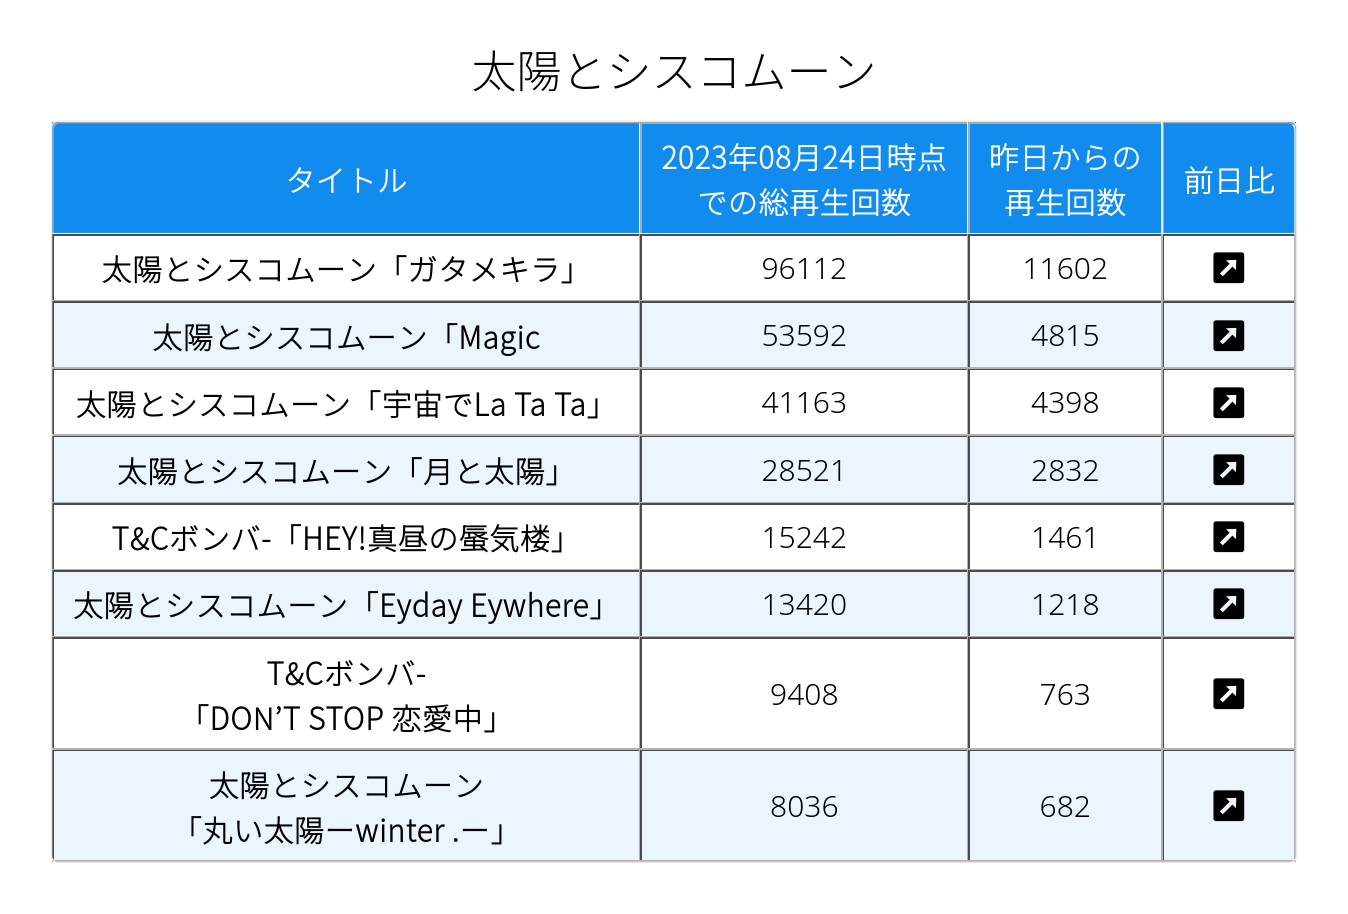 太陽とシスコムーン
タイトル
2023年08月24日時点
での総再生回数
昨日からの
再生回数
前日比
太陽とシスコムーン「ガタメキラ」 96112 11602
太陽とシスコムーン「Magic 53592 4815
太陽とシスコムーン「宇宙でLa Ta Ta」 41163 4398
太陽とシスコムーン「月と太陽」 28521 2832
T&Cボンバ-「HEY!真昼の蜃気楼」 15242 1461
太陽とシスコムーン「Eyday Eywhere」 13420 1218
T&Cボンバ-
「DON’T STOP 恋愛中」 9408 763
太陽とシスコムーン
「丸い太陽ーwinter .ー」 8036 682